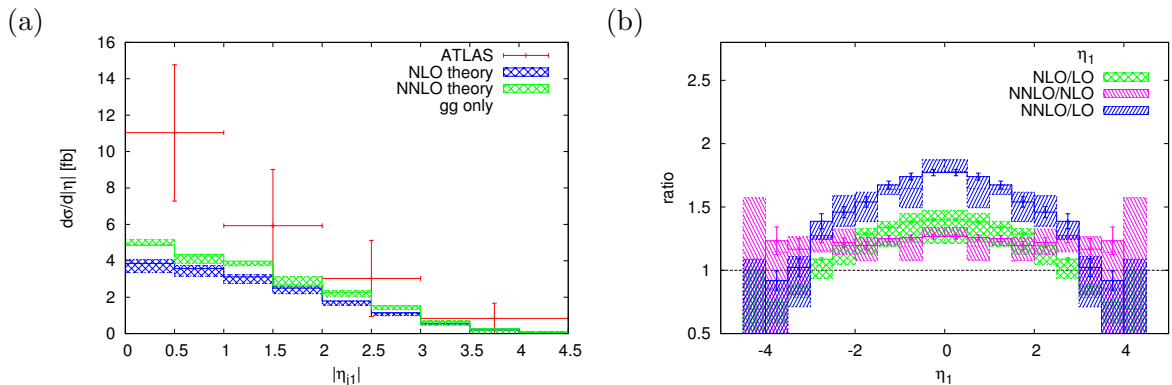 (a)
16
14
12
10
8
6
4
2
0
dσ/d|η| [fb]
ATLAS
NLO theory
NNLO theory
gg only
0 0.5 1 1.5 2 2.5 3 3.5 4 4.5
|ηj1|
(b)
2.5
2
1.5
1
0.5
ratio
η1
NLO/LO
NNLO/NLO
NNLO/LO
-4 -2 0 2 4
η1